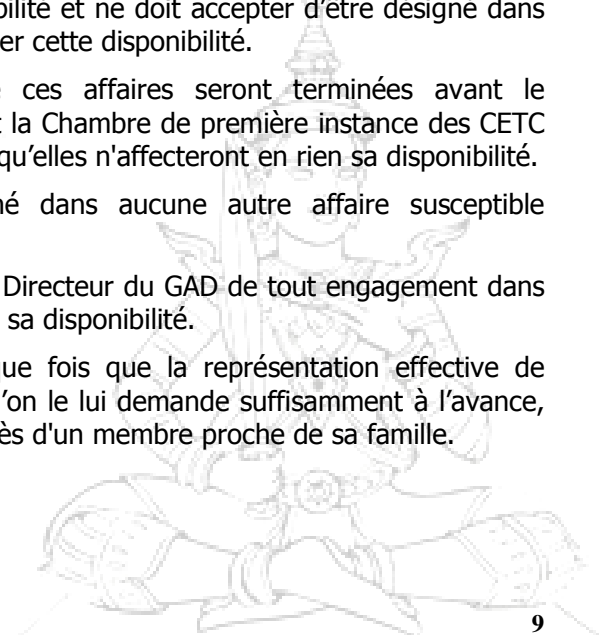 bilité et ne doit accepter d'être désigné dans
er cette disponibilité.
ces affaires seront terminées avant le
t la Chambre de première instance des CETC
qu'elles n'affecteront en rien sa disponibilité.
né dans aucune autre affaire susceptible
Directeur du GAD de tout engagement dans
sa disponibilité.
que fois que la représentation effective de
l'on le lui demande suffisamment à l'avance,
ès d'un membre proche de sa famille.
9